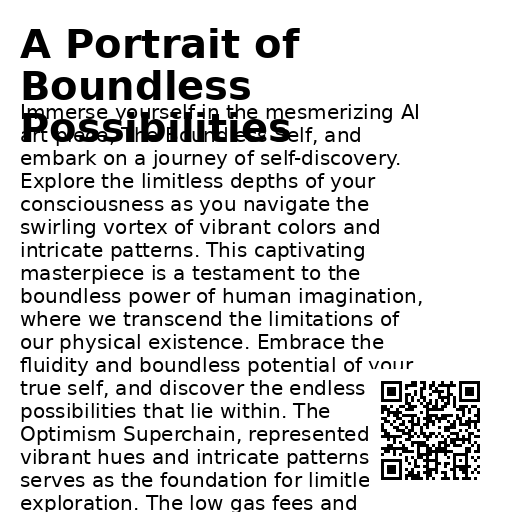 A Portrait of
Boundless
Possibilities
Immerse yourself in the mesmerizing AI
art piece, The Boundless Self, and
embark on a journey of self-discovery.
Explore the limitless depths of your
consciousness as you navigate the
swirling vortex of vibrant colors and
intricate patterns. This captivating
masterpiece is a testament to the
boundless power of human imagination,
where we transcend the limitations of
our physical existence. Embrace the
fluidity and boundless potential of your
true self, and discover the endless
possibilities that lie within. The
Optimism Superchain, represented
vibrant hues and intricate patterns
serves as the foundation for limitle
exploration. The low gas fees and